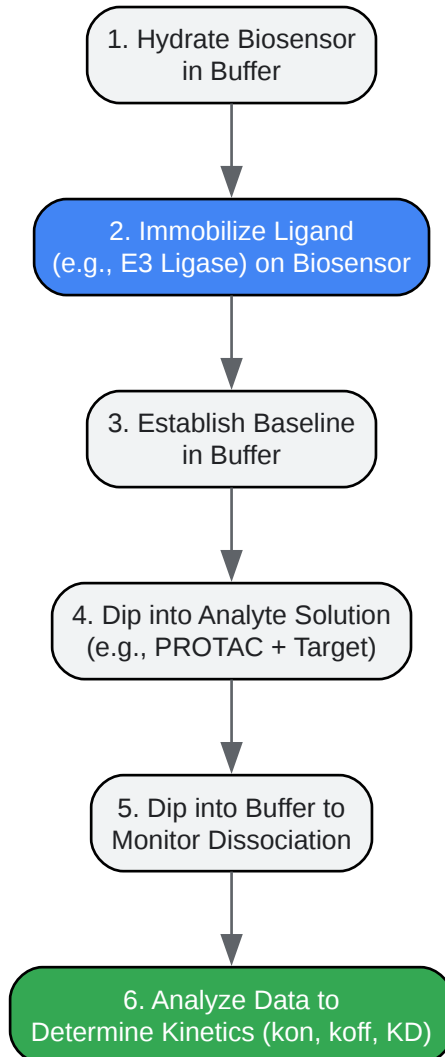 1. Hydrate Biosensor
in Buffer
2. Immobilize Ligand
(e.g., E3 Ligase) on Biosensor
3. Establish Baseline
in Buffer
4. Dip into Analyte Solution
(e.g., PROTAC + Target)
5. Dip into Buffer to
Monitor Dissociation
6. Analyze Data to
Determine Kinetics (kon, koff, KD)